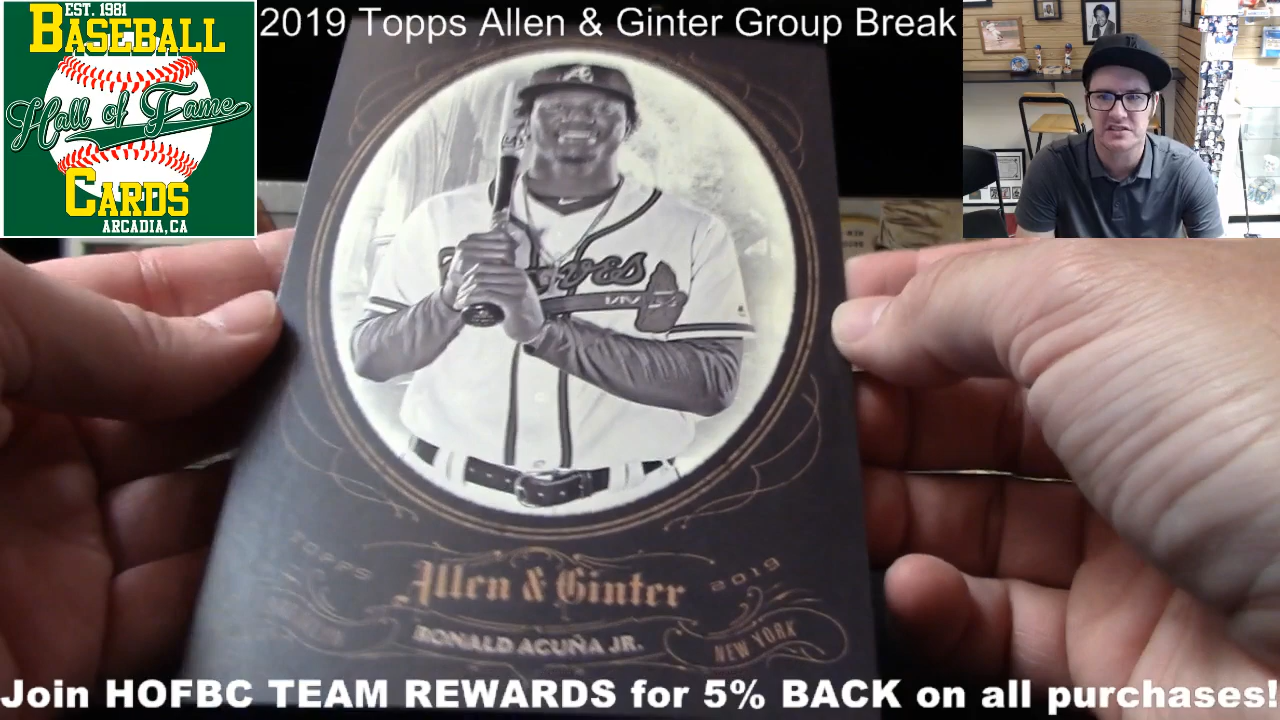 EST. 1981
BASEBALL
Hall of Fame
CARDS
ARCADIA, CA
2019 Topps Allen & Ginter Group Break
Braves
TOPPS
Allen & Ginter
2019
RONALD ACUÑA JR.
NEW YORK
Join HOFBC TEAM REWARDS for 5% BACK on all purchases!